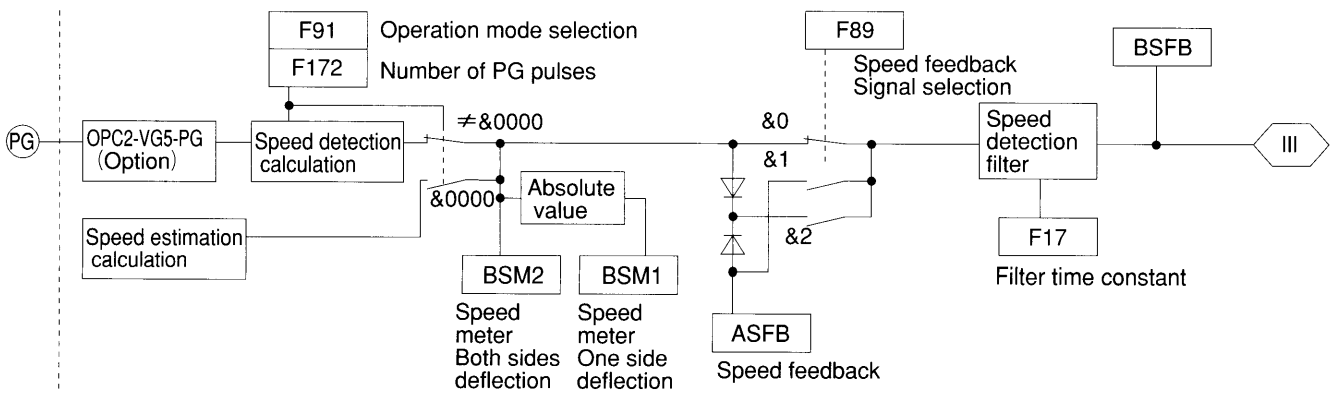 F91 Operation mode selection
F172 Number of PG pulses
F89
Speed feedback
Signal selection
BSFB
PG
OPC2-VG5-PG
(Option)
Speed detection
calculation
≠&0000
&0000
Speed estimation
calculation
Absolute
value
BSM2
Speed
meter
Both sides
deflection
BSM1
Speed
meter
One side
deflection
&0
&1
&2
ASFB
Speed feedback
Speed
detection
filter
F17
Filter time constant
III